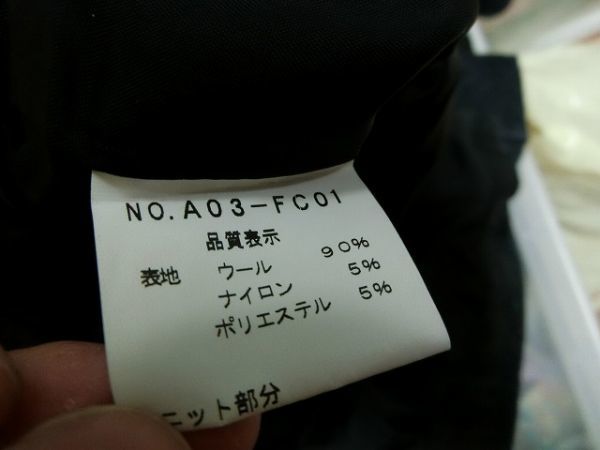 NO.A03-FC01
品質表示
表地 ウール 90%
ナイロン 5%
ポリエステル 5%
ニット部分